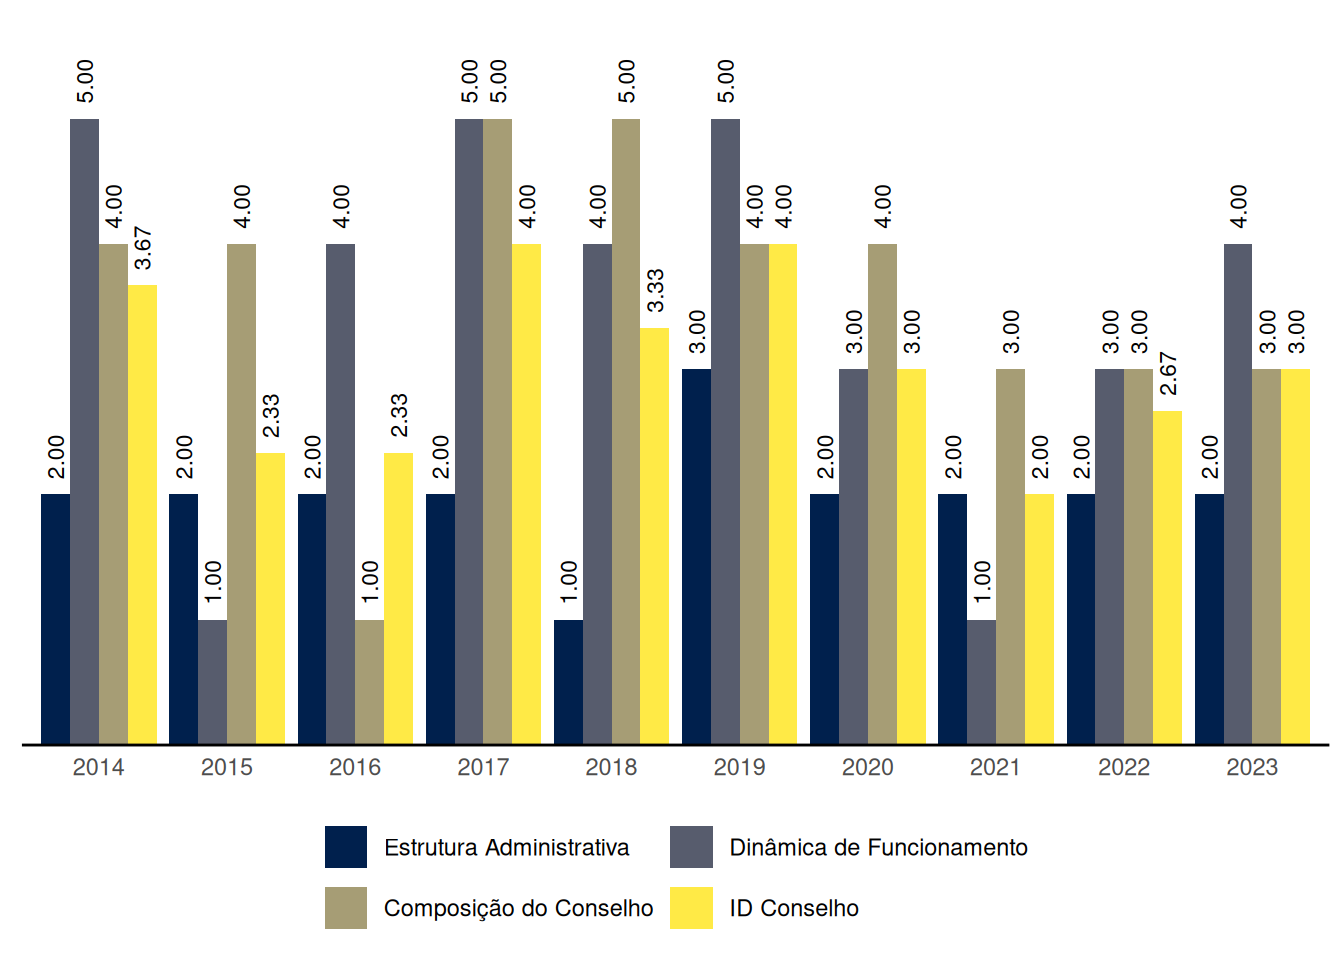 2.00 5.00 4.00 3.67
2.00 1.00 4.00 2.33
2.00 4.00 1.00 2.33
2.00 5.00 5.00 4.00
1.00 4.00 5.00 3.33
3.00 5.00 4.00 4.00
2.00 3.00 4.00 3.00
2.00 1.00 3.00 2.00
2.00 3.00 3.00 2.67
2.00 4.00 3.00 3.00
2014 2015 2016 2017 2018 2019 2020 2021 2022 2023
Estrutura Administrativa Dinâmica de Funcionamento
Composição do Conselho ID Conselho